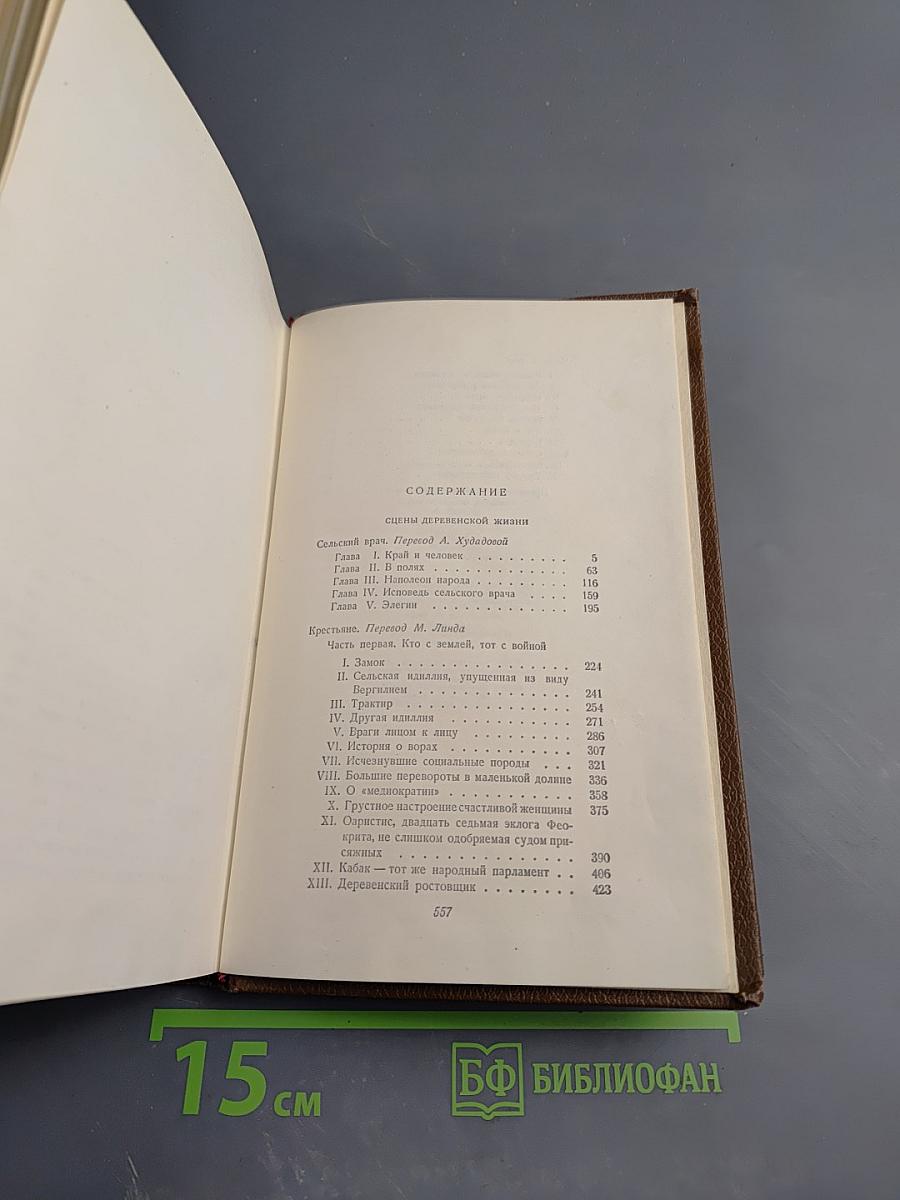 СОДЕРЖАНИЕ
СЦЕНЫ ДЕРЕВЕНСКОЙ ЖИЗНИ
Сельский врач. Перевод А. Худадовой
Глава I. Край и человек . . . . . . . . . 5
Глава II. В полях . . . . . . . . . . . . . 63
Глава III. Наполеон народа . . . . . . . . . 116
Глава IV. Исповедь сельского врача . . . . 159
Глава V. Элегии . . . . . . . . . . . . . 195
Крестьяне. Перевод М. Линда
Часть первая. Кто с землей, тот с войной
I. Замок . . . . . . . . . . . . . . . . 224
II. Сельская идиллия, упущенная из виду
Вергилием . . . . . . . . . . . . . . 241
III. Трактир . . . . . . . . . . . . . . . 254
IV. Другая идиллия . . . . . . . . . . . 271
V. Враги лицом к лицу . . . . . . . . . 286
VI. История о ворах . . . . . . . . . . . 307
VII. Исчезнувшие социальные породы . . . 321
VIII. Большие перевороты в маленькой долине 336
IX. О «медиократии» . . . . . . . . . . . 358
X. Грустное настроение счастливой женщины 375
XI. Оаристис, двадцать седьмая эклога Фео-
крита, не слишком одобряемая судом при-
сяжных . . . . . . . . . . . . . . . 390
XII. Кабак — тот же народный парламент . . 406
XIII. Деревенский ростовщик . . . . . . . . 423
557
15 см
БФ БИБЛИОФАН